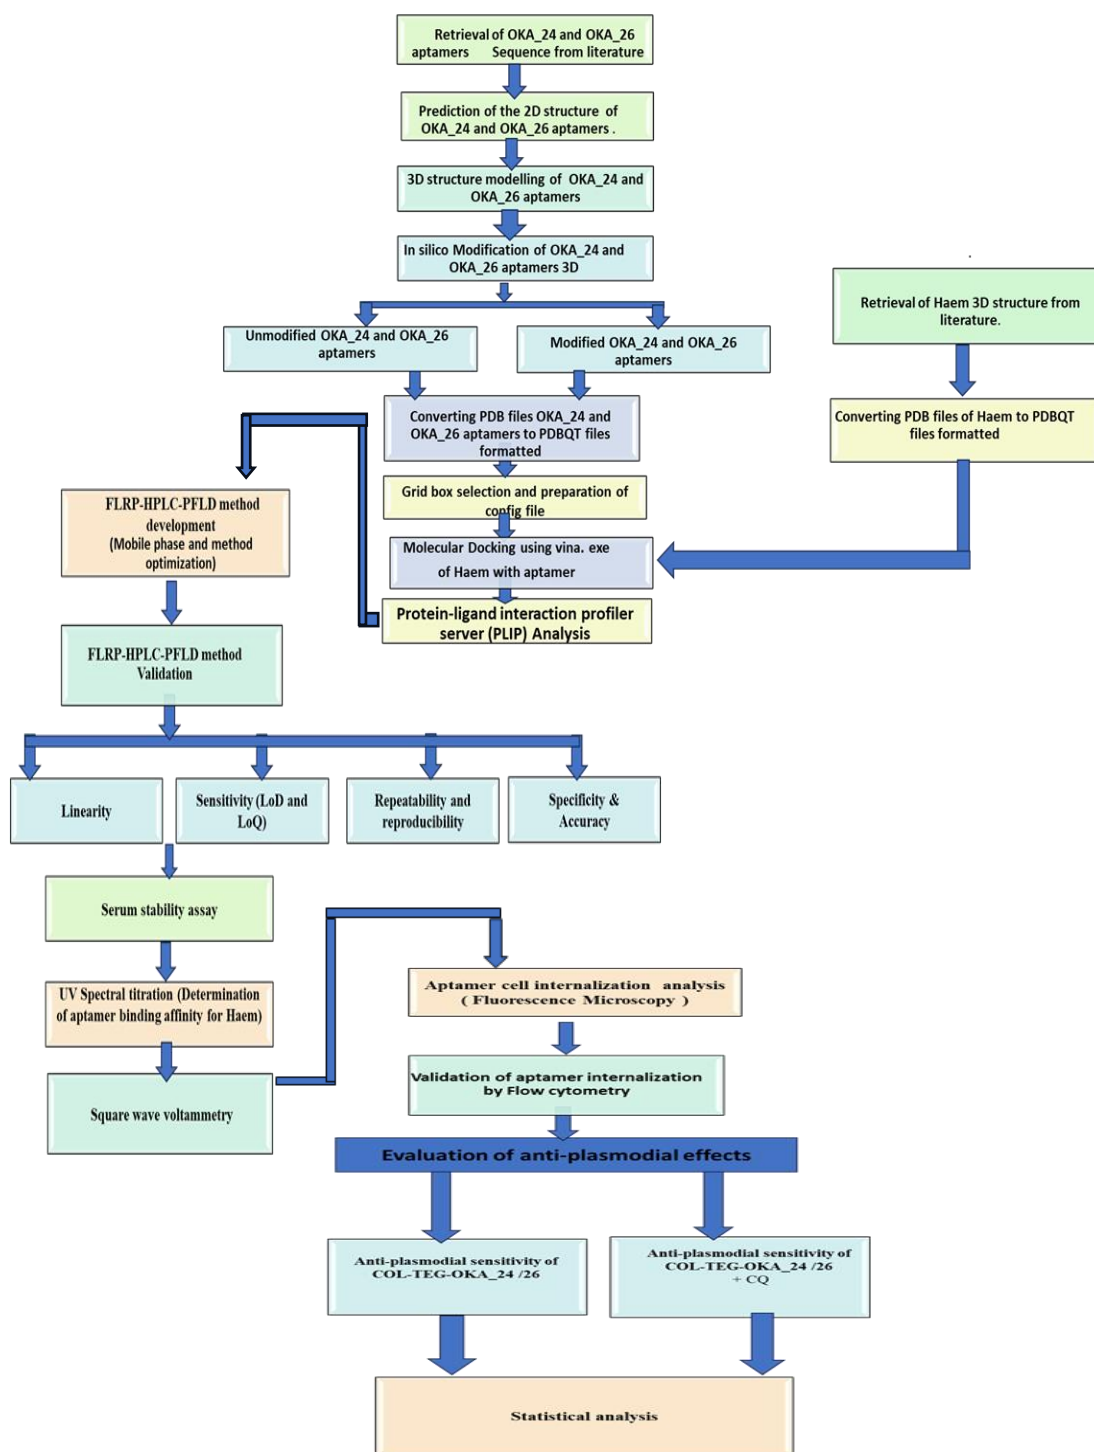 Retrieval of OKA_24 and OKA_26
aptamers Sequence from literature
Prediction of the 2D structure of
OKA_24 and OKA_26 aptamers .
3D structure modelling of OKA_24 and
OKA_26 aptamers
In silico Modification of OKA_24 and
OKA_26 aptamers 3D
Unmodified OKA_24 and OKA_26
aptamers
Modified OKA_24 and OKA_26
aptamers
Retrieval of Haem 3D structure from
literature.
Converting PDB files OKA_24 and
OKA_26 aptamers to PDBQT files
formatted
Converting PDB files of Haem to PDBQT
files formatted
Grid box selection and preparation of
config file
Molecular Docking using vina. exe
of Haem with aptamer
Protein-ligand interaction profiler
server (PLIP) Analysis
FLRP-HPLC-PFLD method
development
(Mobile phase and method
optimization)
FLRP-HPLC-PFLD method
Validation
Linearity
Sensitivity (LoD and
LoQ)
Repeatability and
reproducibility
Specificity &
Accuracy
Serum stability assay
UV Spectral titration (Determination
of aptamer binding affinity for Haem)
Square wave voltammetry
Aptamer cell internalization analysis
( Fluorescence Microscopy )
Validation of aptamer internalization
by Flow cytometry
Evaluation of anti-plasmodial effects
Anti-plasmodial sensitivity of
COL-TEG-OKA_24 /26
Anti-plasmodial sensitivity of
COL-TEG-OKA_24 /26
+ CQ
Statistical analysis